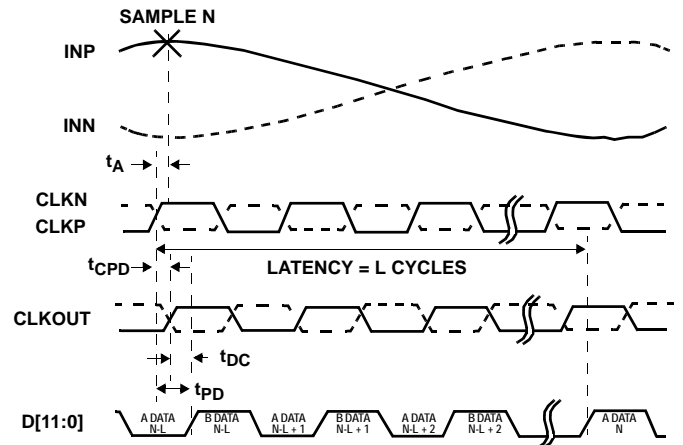 SAMPLE N
INP
INN
tA
CLKN
CLKP
tCPD
LATENCY = L CYCLES
CLKOUT
tDC
tPD
D[11:0]
A DATA
N-L
B DATA
N-L
A DATA
N-L + 1
B DATA
N-L + 1
A DATA
N-L + 2
B DATA
N-L + 2
A DATA
N